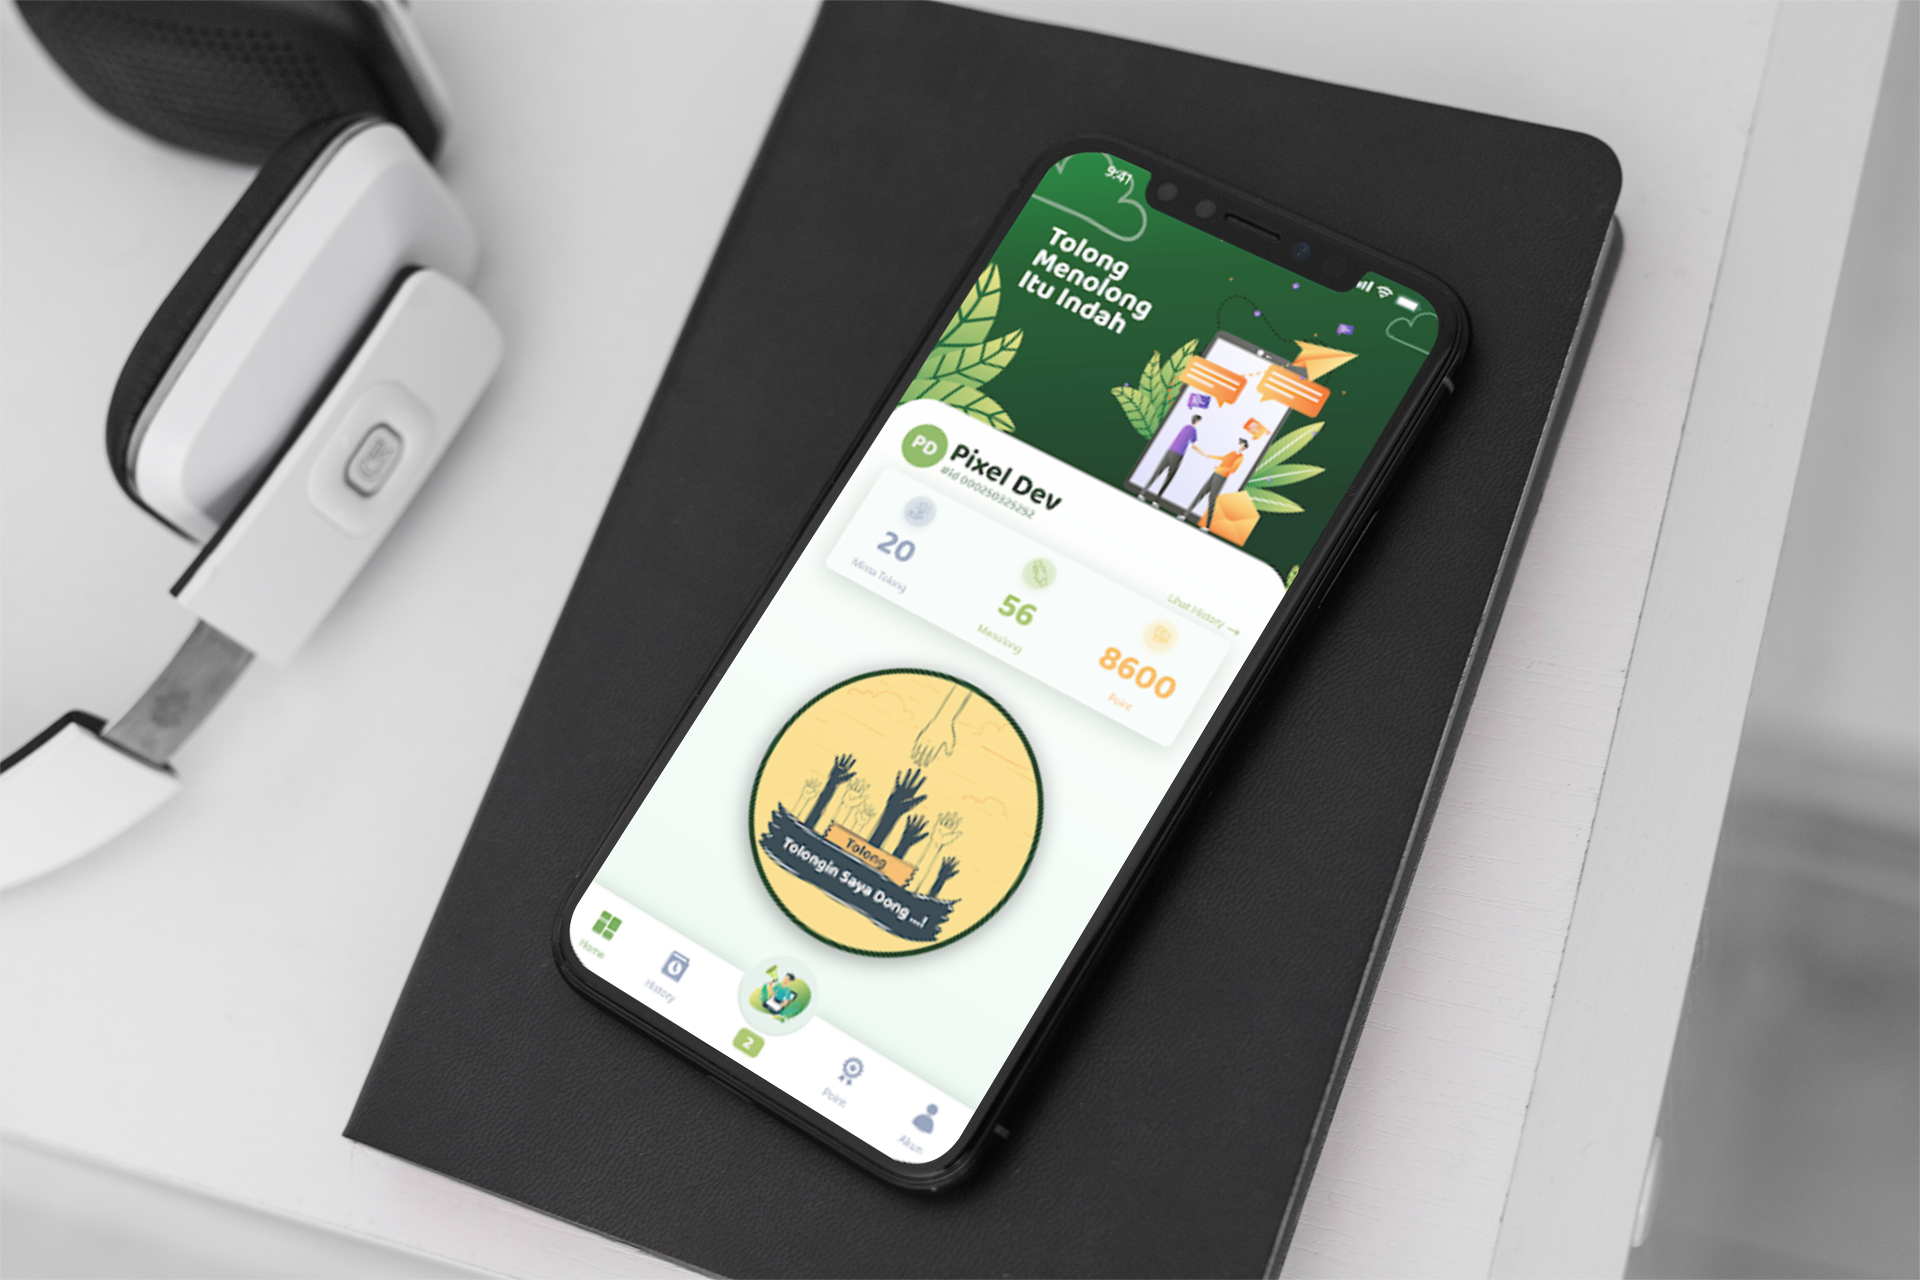 9:41
Tolong
Menolong
Itu Indah
PD
Pixel Dev
#id 000250325252
Lihat History →
20
Minta Tolong
56
Menolong
8600
Point
Tolong
Tolongin Saya Dong ...!
Home
History
2
Point
Akun